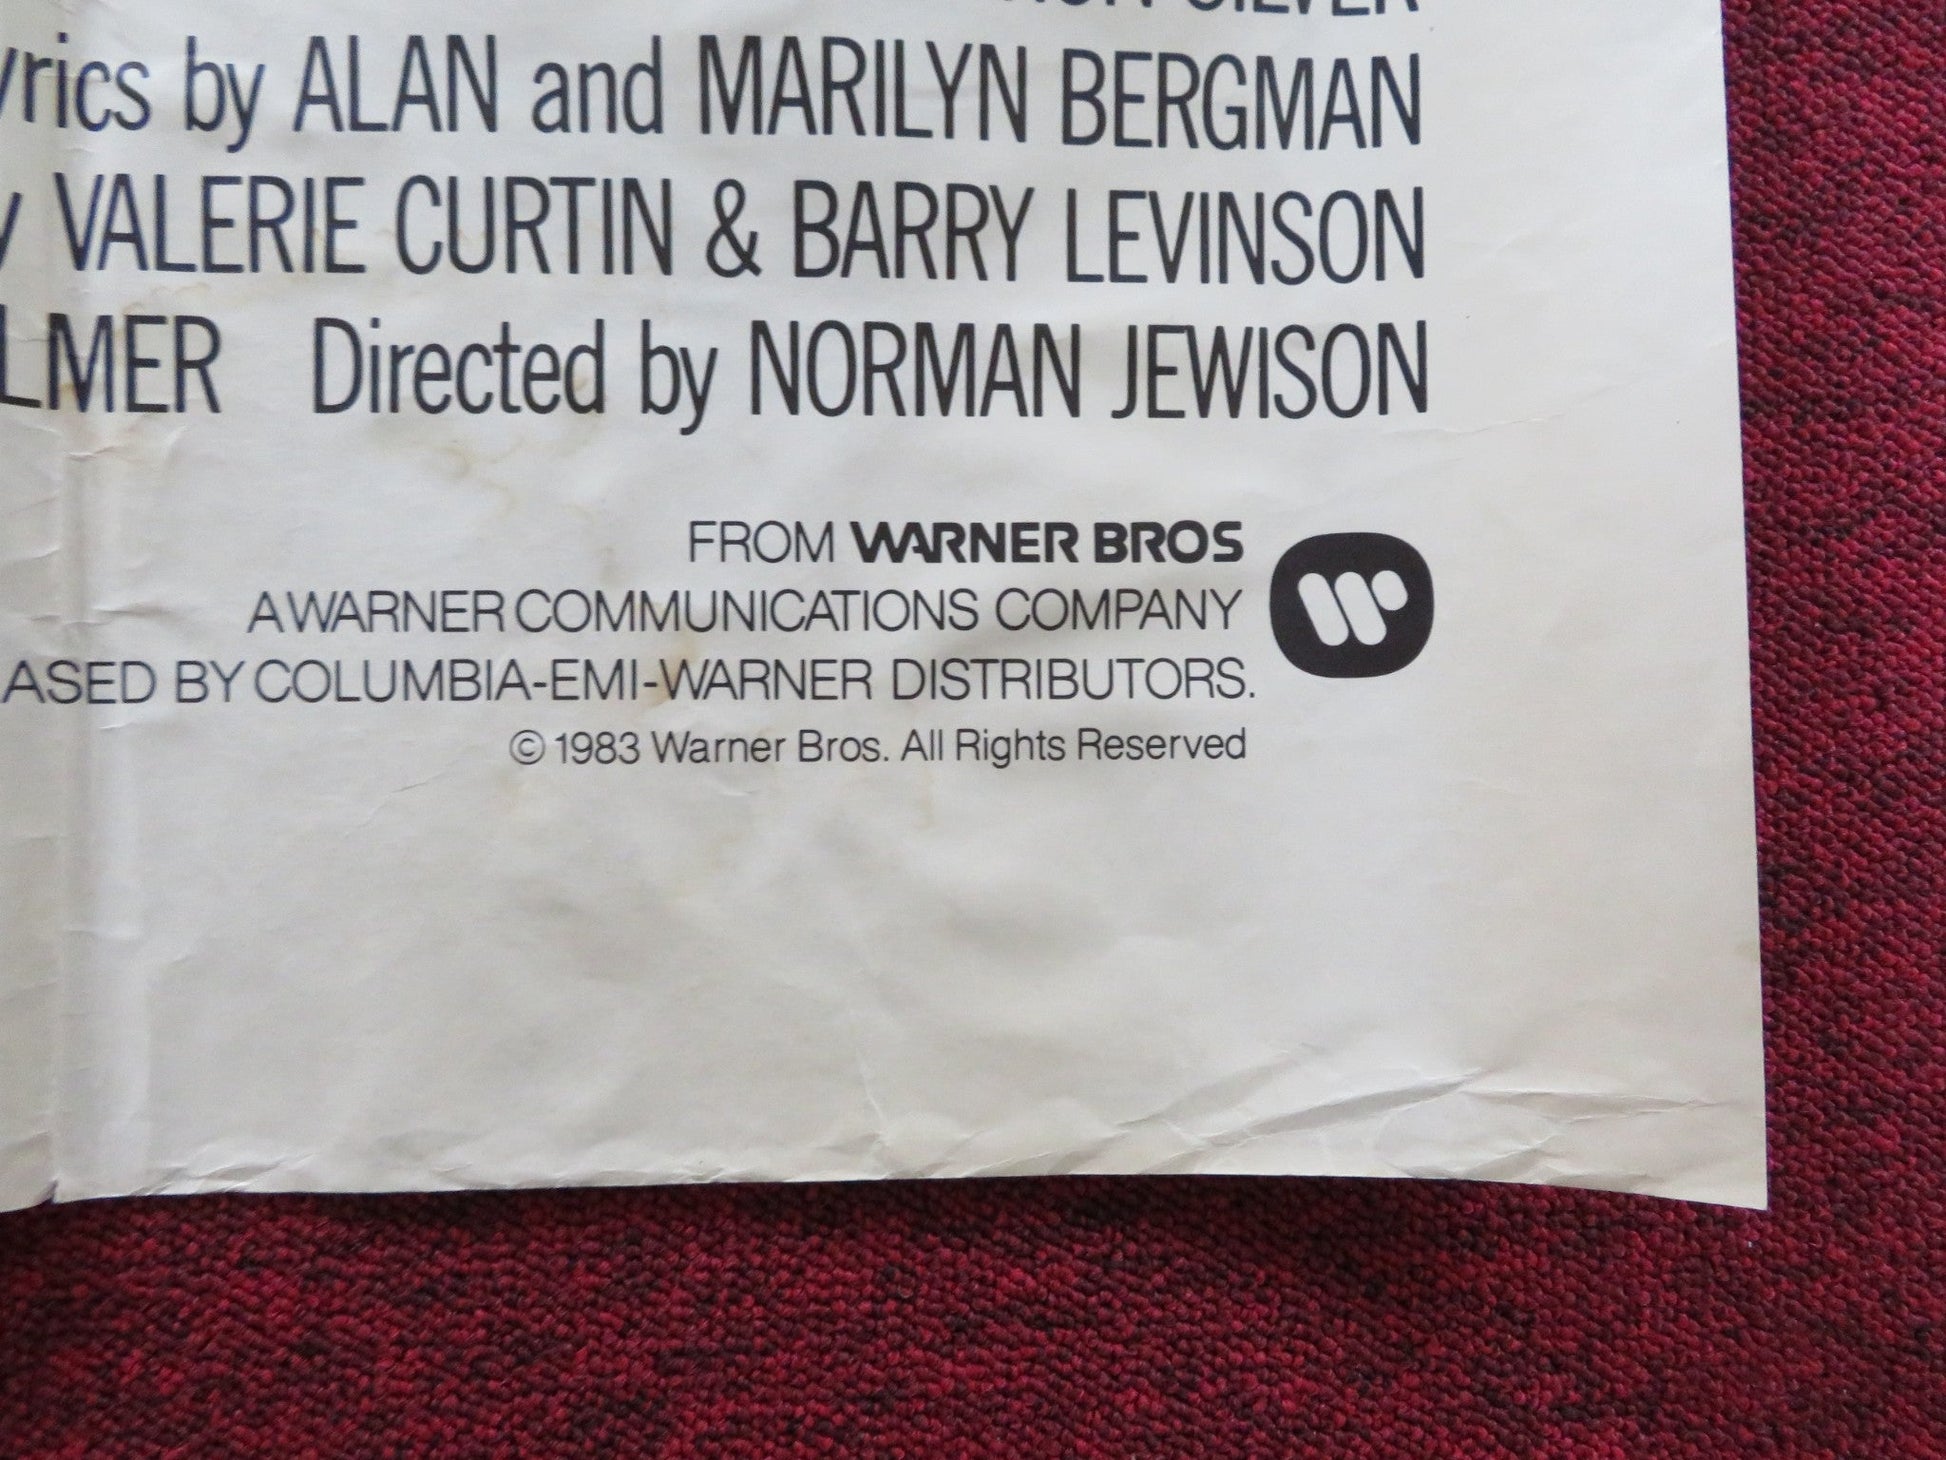 SILVER
yrics by ALAN and MARILYN BERGMAN
y VALERIE CURTIN & BARRY LEVINSON
LMER Directed by NORMAN JEWISON
FROM WARNER BROS
A WARNER COMMUNICATIONS COMPANY
ASED BY COLUMBIA-EMI-WARNER DISTRIBUTORS.
© 1983 Warner Bros. All Rights Reserved